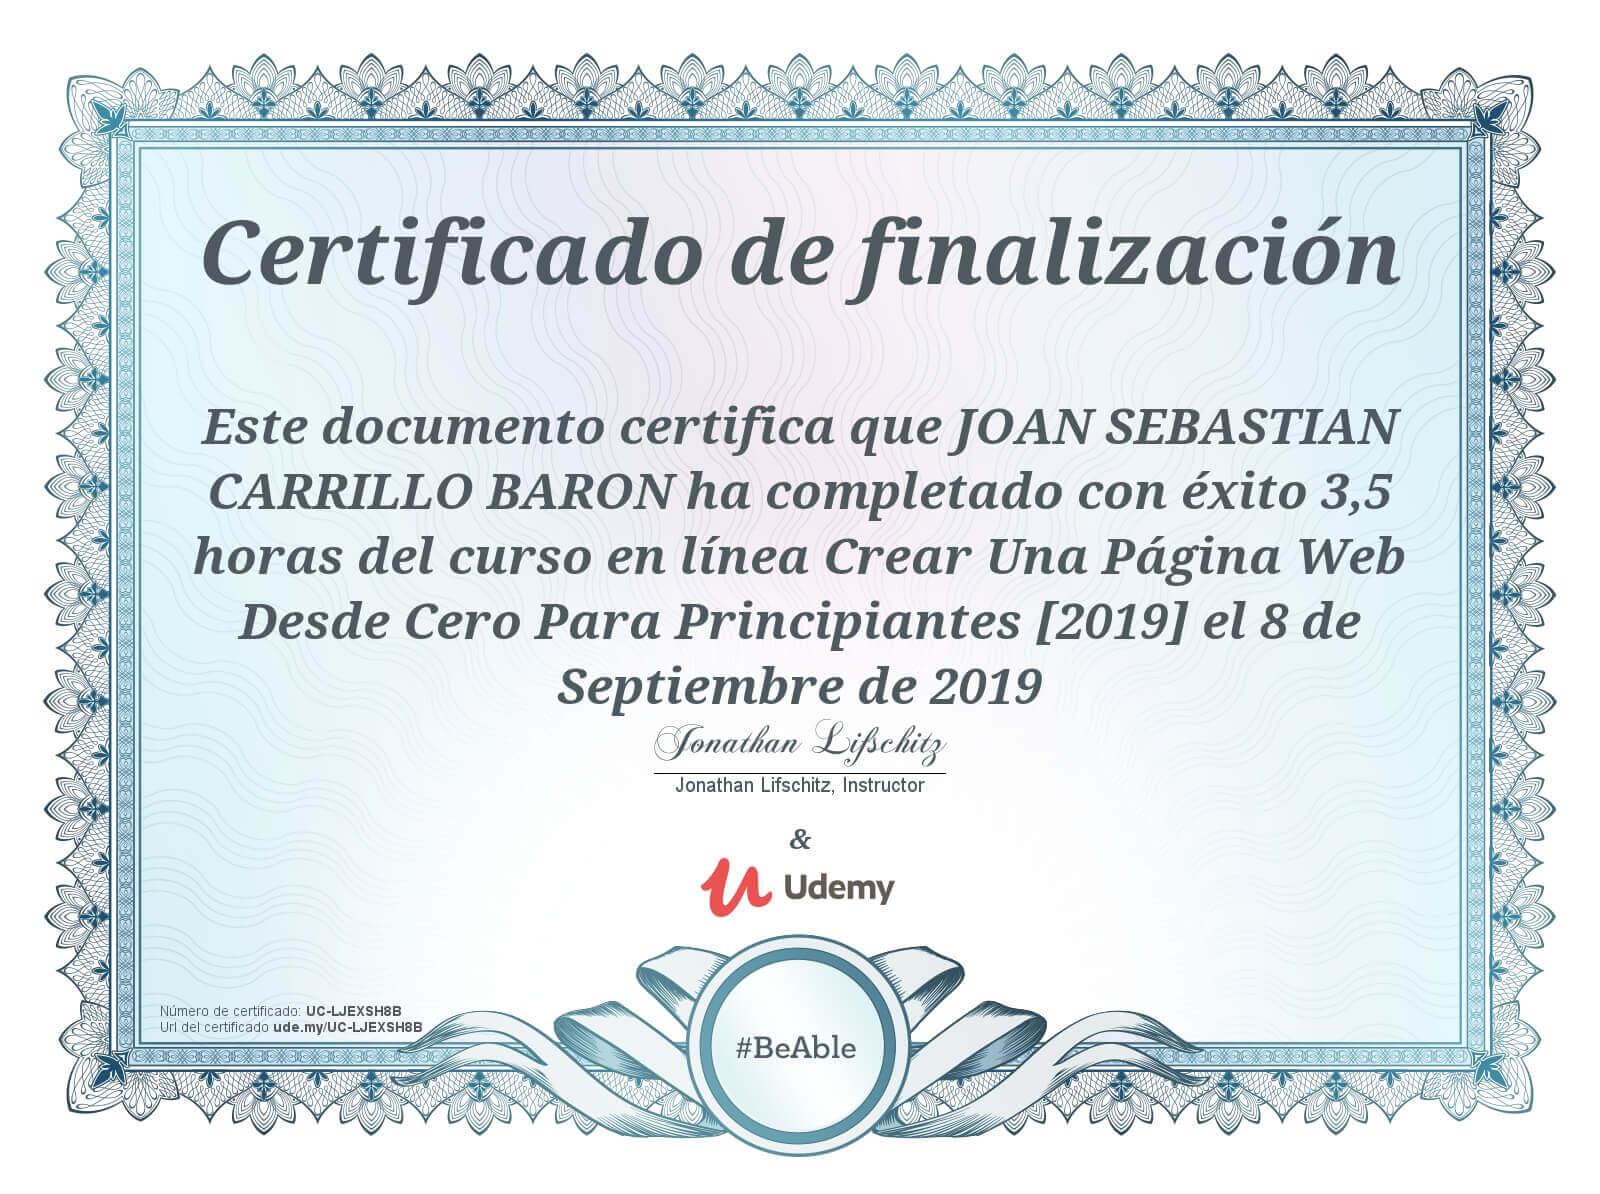 Certificado de finalización
Este documento certifica que JOAN SEBASTIAN
CARRILLO BARON ha completado con éxito 3,5
horas del curso en línea Crear Una Página Web
Desde Cero Para Principiantes [2019] el 8 de
Septiembre de 2019
Jonathan Lifschitz
Jonathan Lifschitz, Instructor
&
Udemy
#BeAble
Número de certificado: UC-LJEXSH8B
Url del certificado ude.my/UC-LJEXSH8B